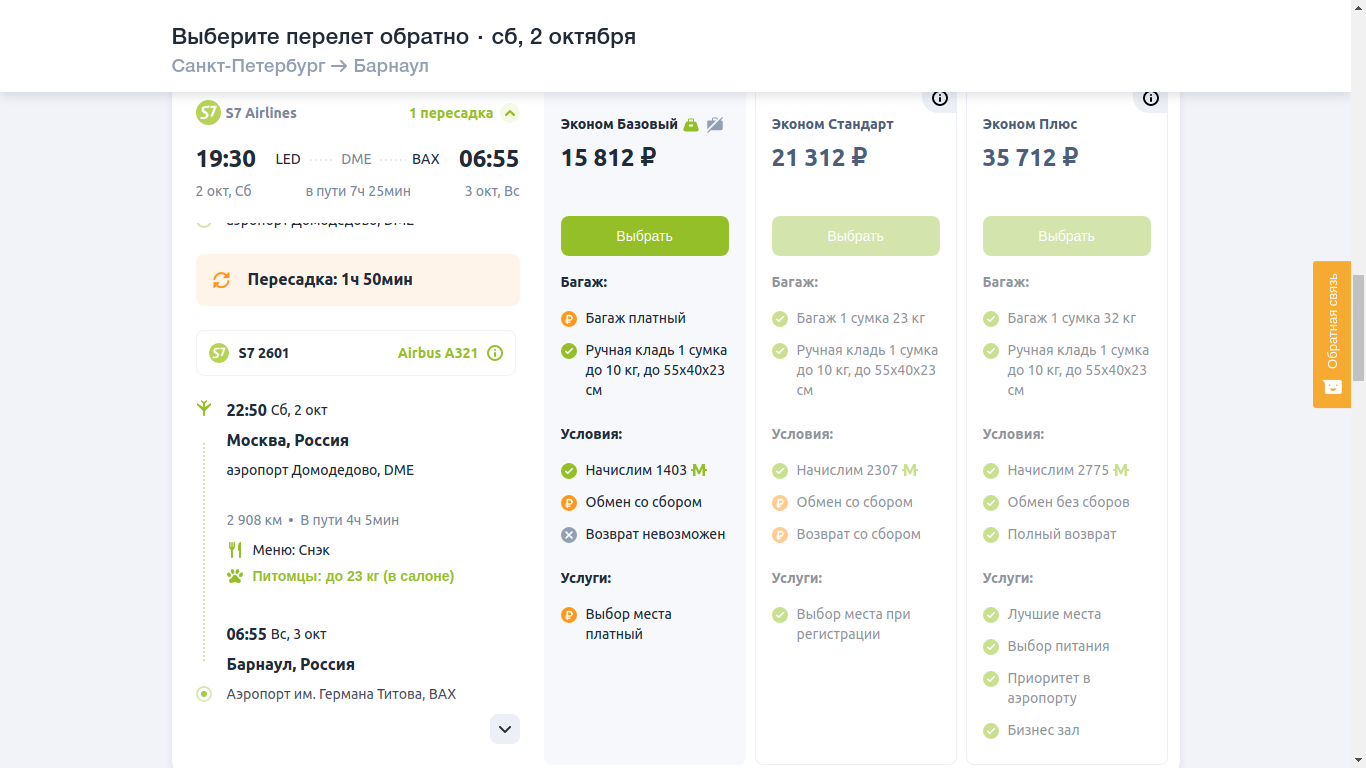 Выберите перелет обратно · сб, 2 октября
Санкт-Петербург → Барнаул
S7 S7 Airlines
1 пересадка
19:30 LED DME BAX 06:55
2 окт, Сб в пути 7ч 25мин 3 окт, Вс
аэропорт Домодедово, DME
Пересадка: 1ч 50мин
S7 S7 2601 Airbus A321
22:50 Сб, 2 окт
Москва, Россия
аэропорт Домодедово, DME
2 908 км • В пути 4ч 5мин
Меню: Снэк
Питомцы: до 23 кг (в салоне)
06:55 Вс, 3 окт
Барнаул, Россия
Аэропорт им. Германа Титова, BAX
Эконом Базовый
15 812 ₽
Выбрать
Багаж:
Багаж платный
Ручная кладь 1 сумка
до 10 кг, до 55x40x23
см
Условия:
Начислим 1403 М
Обмен со сбором
Возврат невозможен
Услуги:
Выбор места
платный
Эконом Стандарт
21 312 ₽
Выбрать
Багаж:
Багаж 1 сумка 23 кг
Ручная кладь 1 сумка
до 10 кг, до 55x40x23
см
Условия:
Начислим 2307 М
Обмен со сбором
Возврат со сбором
Услуги:
Выбор места при
регистрации
Эконом Плюс
35 712 ₽
Выбрать
Багаж:
Багаж 1 сумка 32 кг
Ручная кладь 1 сумка
до 10 кг, до 55x40x23
см
Условия:
Начислим 2775 М
Обмен без сборов
Полный возврат
Услуги:
Лучшие места
Выбор питания
Приоритет в
аэропорту
Бизнес зал
Обратная связь